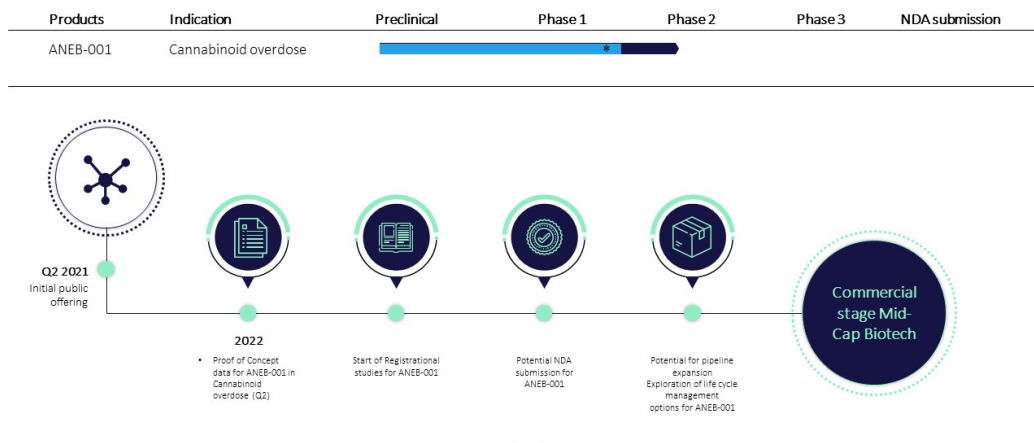 Products Indication Preclinical Phase 1 Phase 2 Phase 3 NDA submission
ANEB-001 Cannabinoid overdose *
Q2 2021
Initial public
offering
2022
• Proof of Concept
data for ANEB-001 in
Cannabinoid
overdose (Q2)
Start of Registrational
studies for ANEB-001
Potential NDA
submission for
ANEB-001
Potential for pipeline
expansion
Exploration of life cycle
management
options for ANEB-001
Commercial
stage Mid-
Cap Biotech